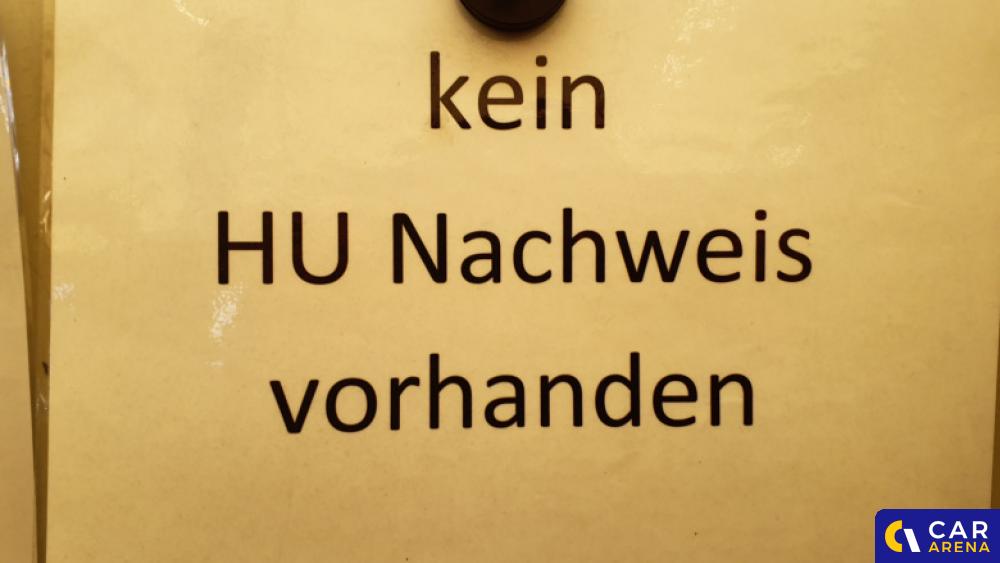 kein
HU Nachweis
vorhanden
CAR
ARENA